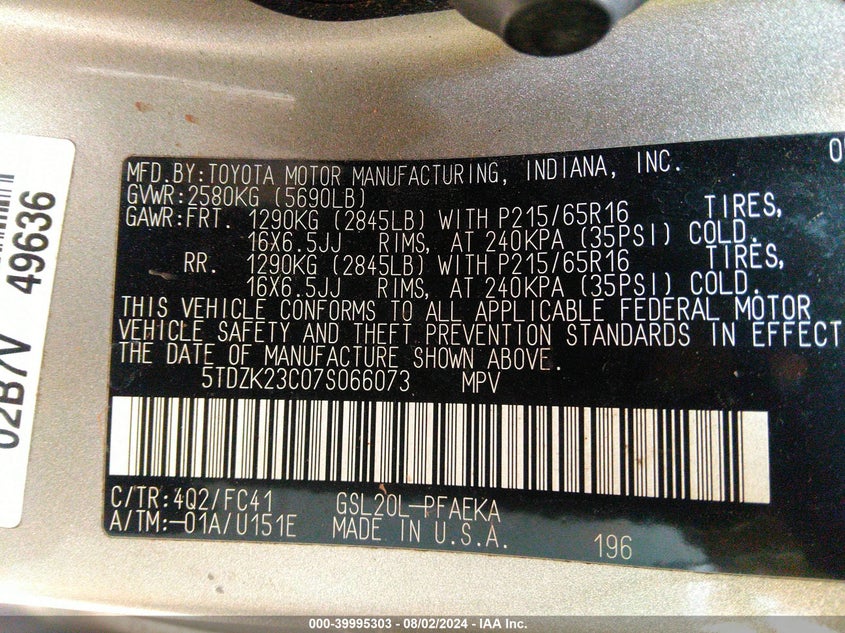 MFD.BY:TOYOTA MOTOR MANUFACTURING, INDIANA, INC.
GVWR:2580KG (5690LB)
GAWR:FRT. 1290KG (2845LB) WITH P215/65R16 TIRES,
16X6.5JJ RIMS, AT 240KPA (35PSI) COLD.
RR. 1290KG (2845LB) WITH P215/65R16 TIRES,
16X6.5JJ RIMS, AT 240KPA (35PSI) COLD.
THIS VEHICLE CONFORMS TO ALL APPLICABLE FEDERAL MOTOR
VEHICLE SAFETY AND THEFT PREVENTION STANDARDS IN EFFECT
THE DATE OF MANUFACTURE SHOWN ABOVE.
5TDZK23C07S066073 MPV
C/TR:4Q2/FC41 GSL20L-PFAEKA
A/TM:-01A/U151E MADE IN U.S.A. 196
02B7V 49636
000-39995303 - 08/02/2024 - IAA Inc.